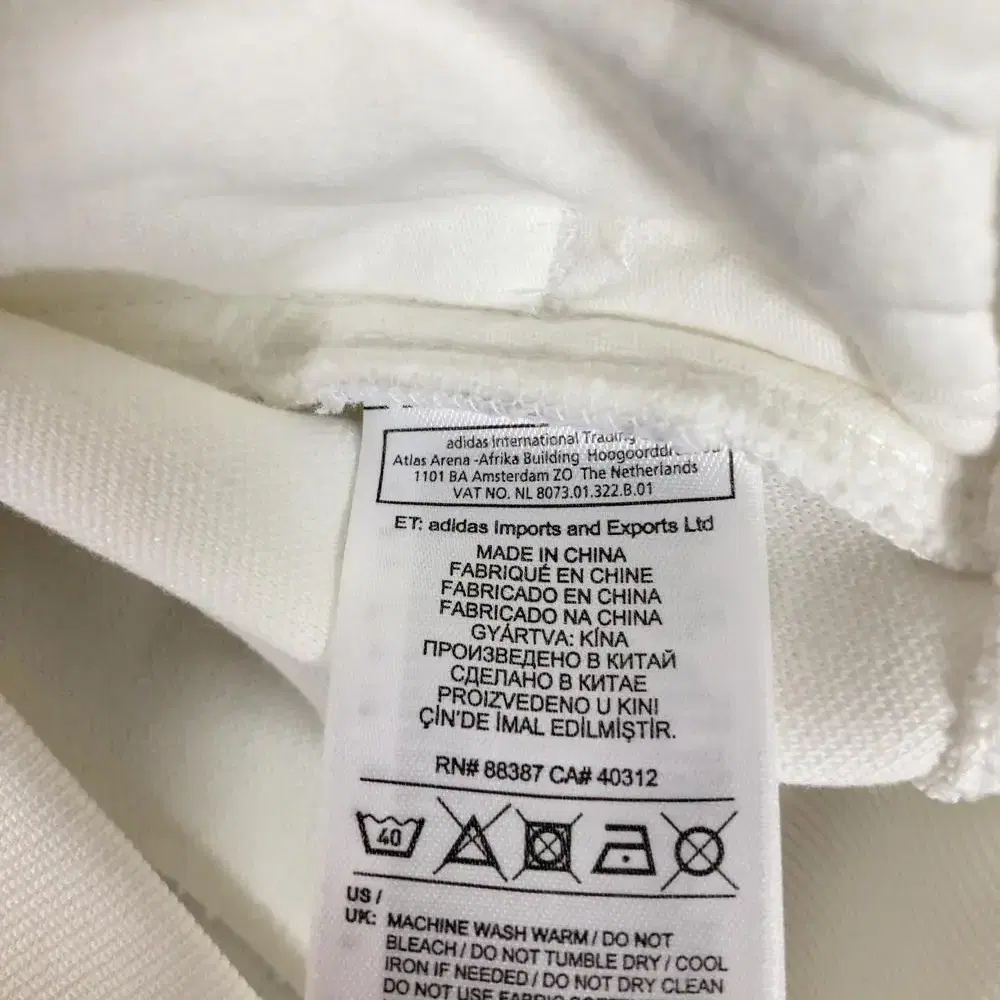 adidas International
Atlas Arena -Afrika Building
1101 BA Amsterdam ZO The Netherlands
VAT NO. NL 8073.01.322.B.01
ET: adidas Imports and Exports Ltd
MADE IN CHINA
FABRIQUÉ EN CHINE
FABRICADO EN CHINA
FABRICADO NA CHINA
GYÁRTVA: KÍNA
ПРОИЗВЕДЕНО В КИТАЙ
СДЕЛАНО В КИТАЕ
PROIZVEDENO U KINI
ÇİN'DE İMAL EDİLMİŞTİR.
RN# 88387 CA# 40312
40
US /
UK: MACHINE WASH WARM / DO NOT
BLEACH / DO NOT TUMBLE DRY / COOL
IRON IF NEEDED / DO NOT DRY CLEAN
DO NOT USE FABRIC